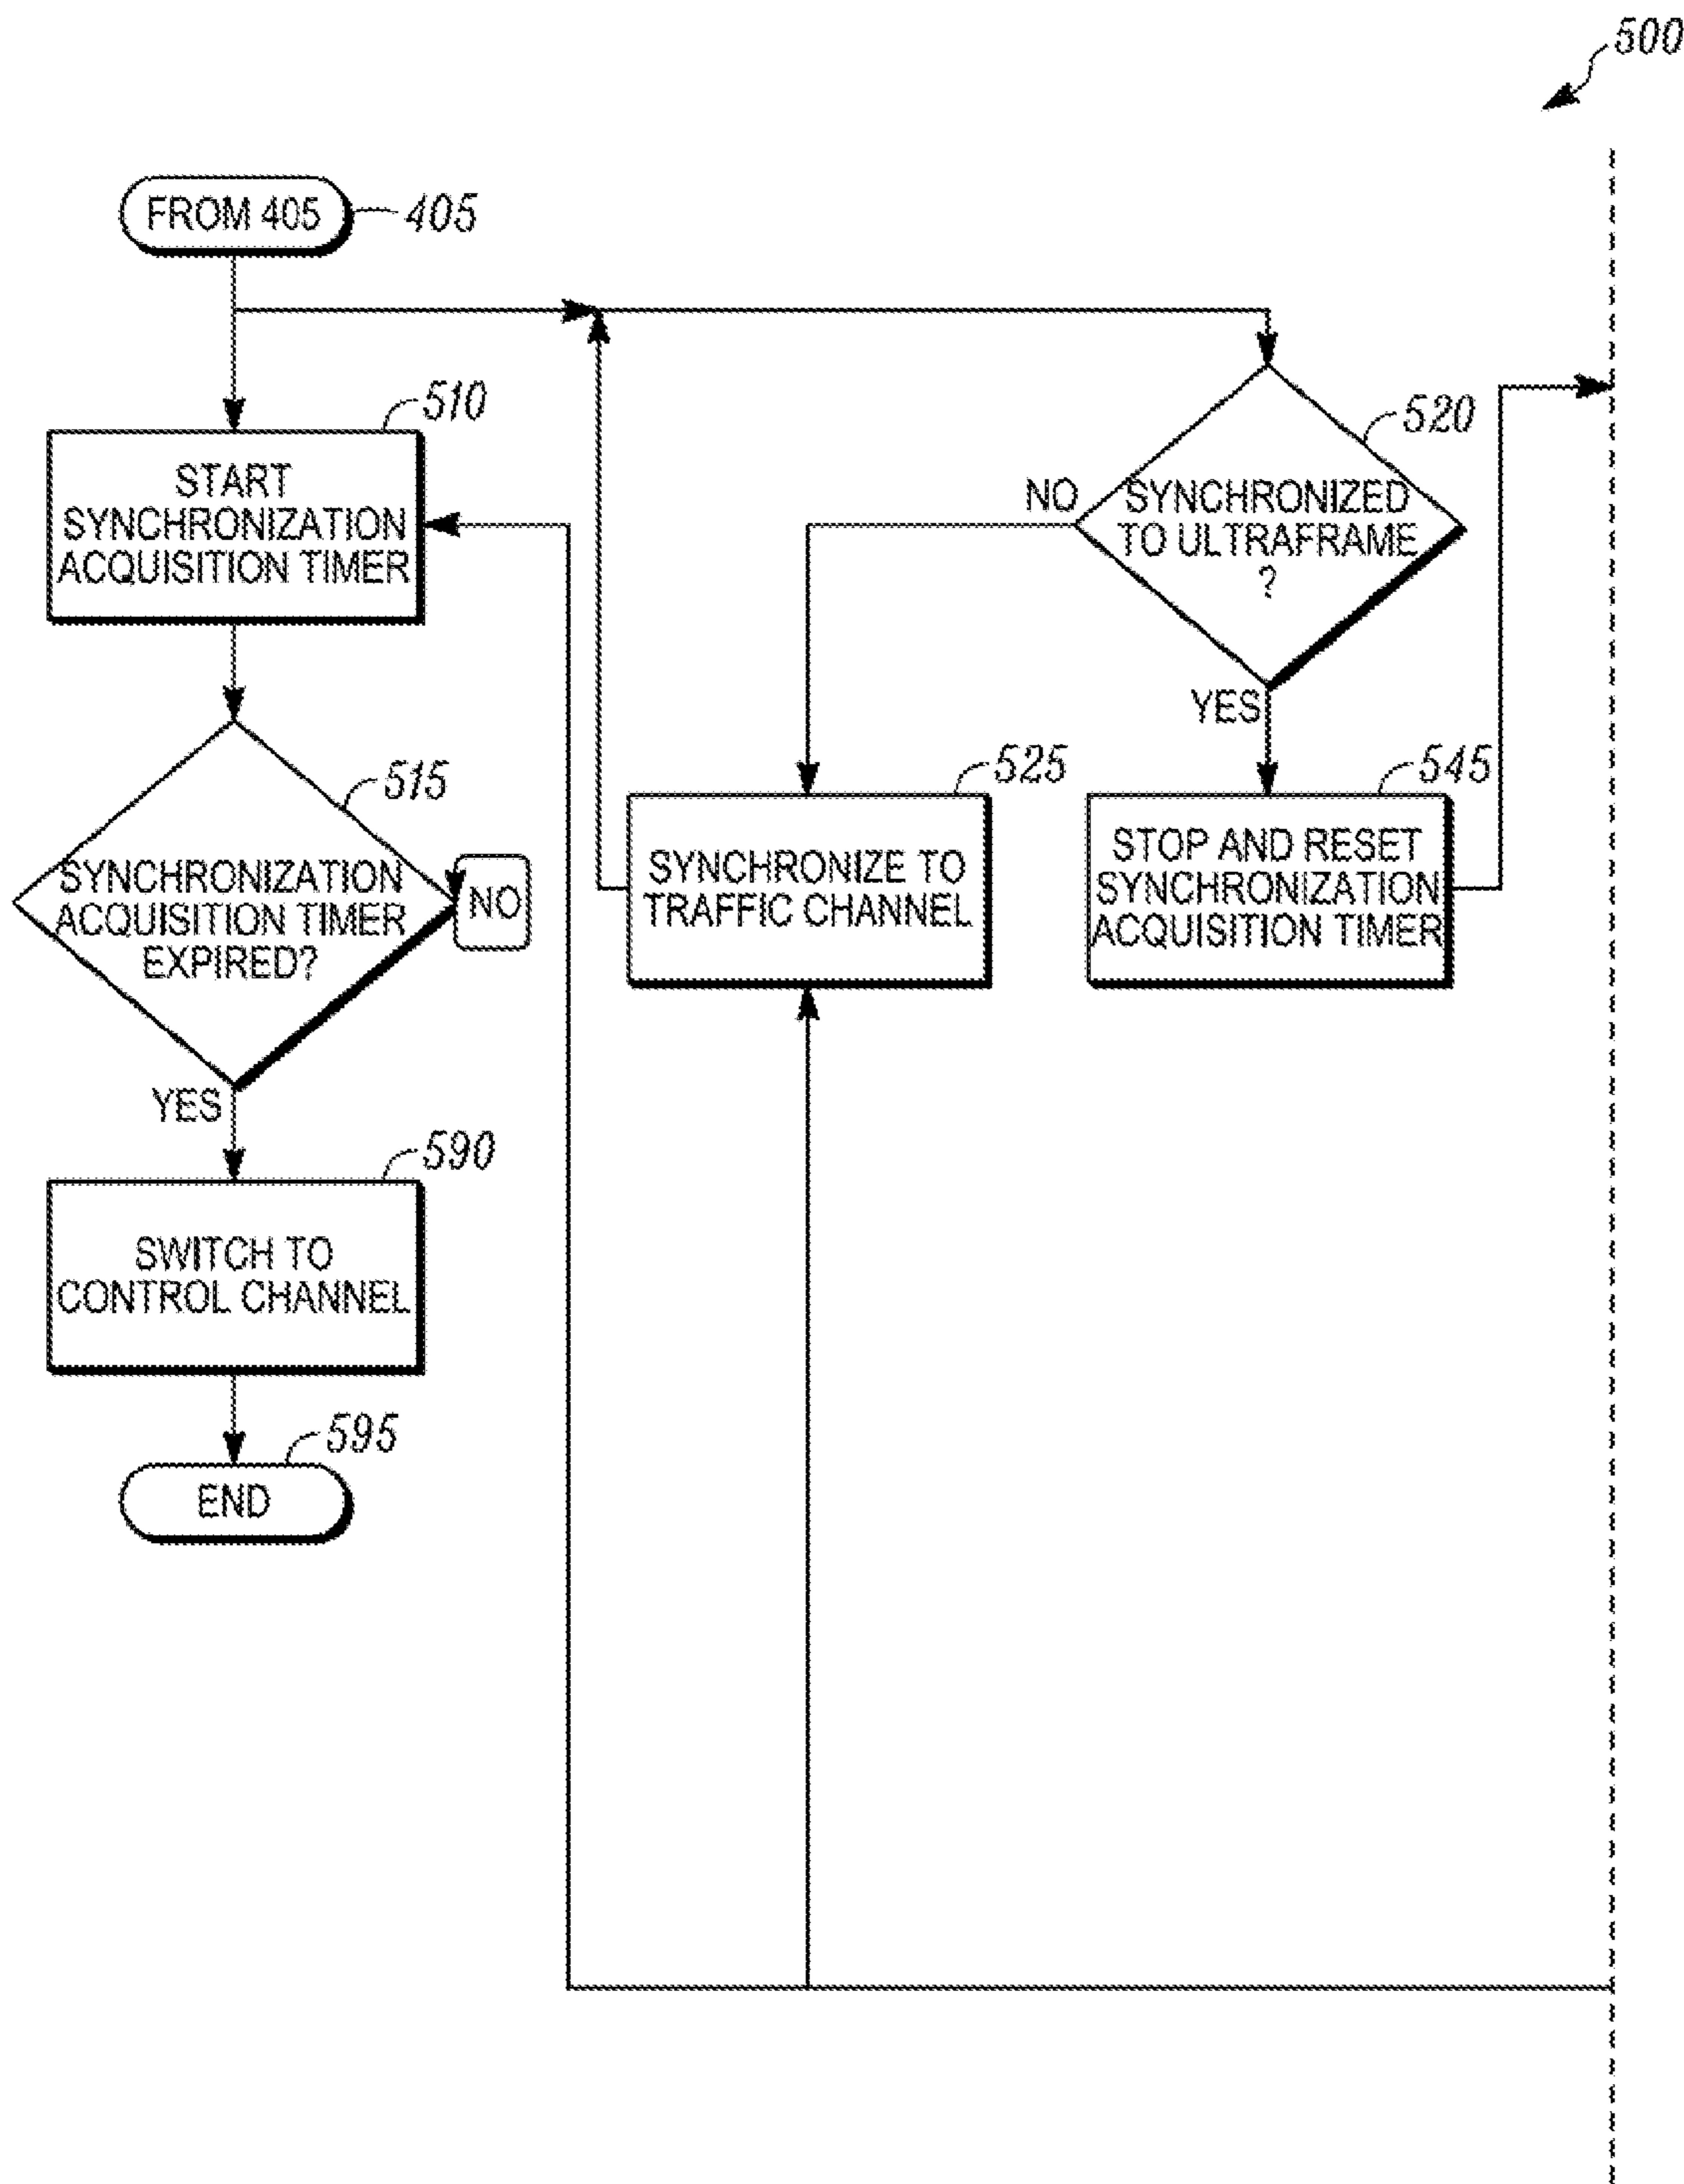 500
FROM 405
405
510
START
SYNCHRONIZATION
ACQUISITION TIMER
520
NO
SYNCHRONIZED
TO ULTRAFRAME
?
YES
515
SYNCHRONIZATION
ACQUISITION TIMER
EXPIRED?
NO
YES
525
SYNCHRONIZE TO
TRAFFIC CHANNEL
545
STOP AND RESET
SYNCHRONIZATION
ACQUISITION TIMER
590
SWITCH TO
CONTROL CHANNEL
595
END